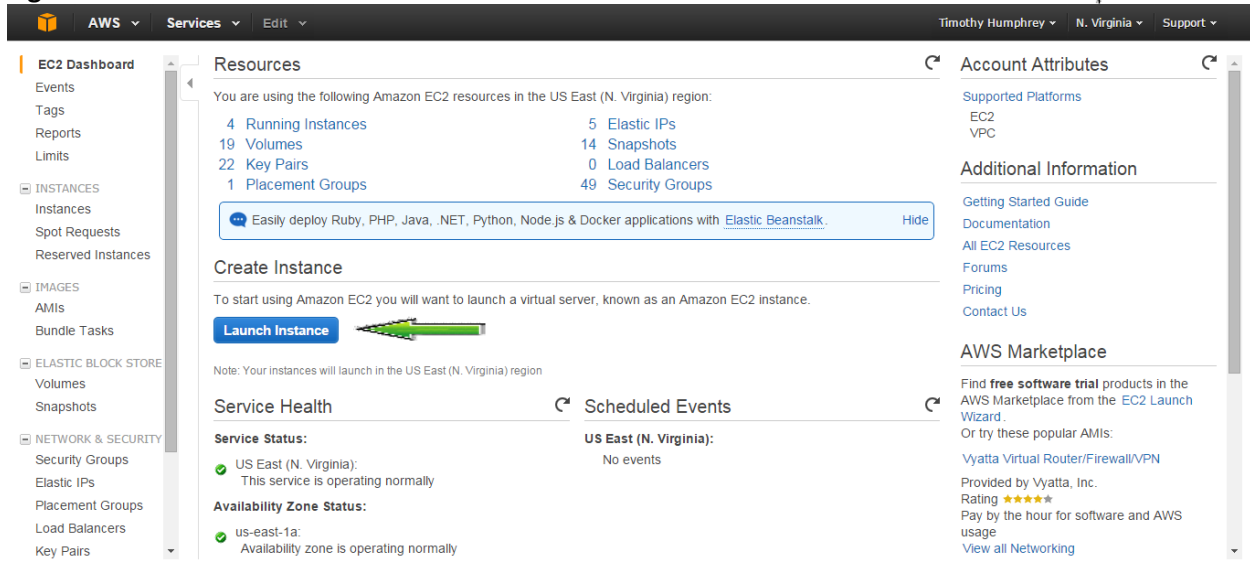 AWS Services Edit Timothy Humphrey N. Virginia Support
EC2 Dashboard
Events
Tags
Reports
Limits
INSTANCES
Instances
Spot Requests
Reserved Instances
IMAGES
AMIs
Bundle Tasks
ELASTIC BLOCK STORE
Volumes
Snapshots
NETWORK & SECURITY
Security Groups
Elastic IPs
Placement Groups
Load Balancers
Key Pairs
Resources
You are using the following Amazon EC2 resources in the US East (N. Virginia) region:
4 Running Instances 5 Elastic IPs
19 Volumes 14 Snapshots
22 Key Pairs 0 Load Balancers
1 Placement Groups 49 Security Groups
Easily deploy Ruby, PHP, Java, .NET, Python, Node.js & Docker applications with Elastic Beanstalk. Hide
Create Instance
To start using Amazon EC2 you will want to launch a virtual server, known as an Amazon EC2 instance.
Launch Instance
Note: Your instances will launch in the US East (N. Virginia) region
Service Health
Service Status:
US East (N. Virginia):
This service is operating normally
Availability Zone Status:
us-east-1a:
Availability zone is operating normally
Scheduled Events
US East (N. Virginia):
No events
Account Attributes
Supported Platforms
EC2
VPC
Additional Information
Getting Started Guide
Documentation
All EC2 Resources
Forums
Pricing
Contact Us
AWS Marketplace
Find free software trial products in the
AWS Marketplace from the EC2 Launch
Wizard.
Or try these popular AMIs:
Vyatta Virtual Router/Firewall/VPN
Provided by Vyatta, Inc.
Rating
Pay by the hour for software and AWS
usage
View all Networking